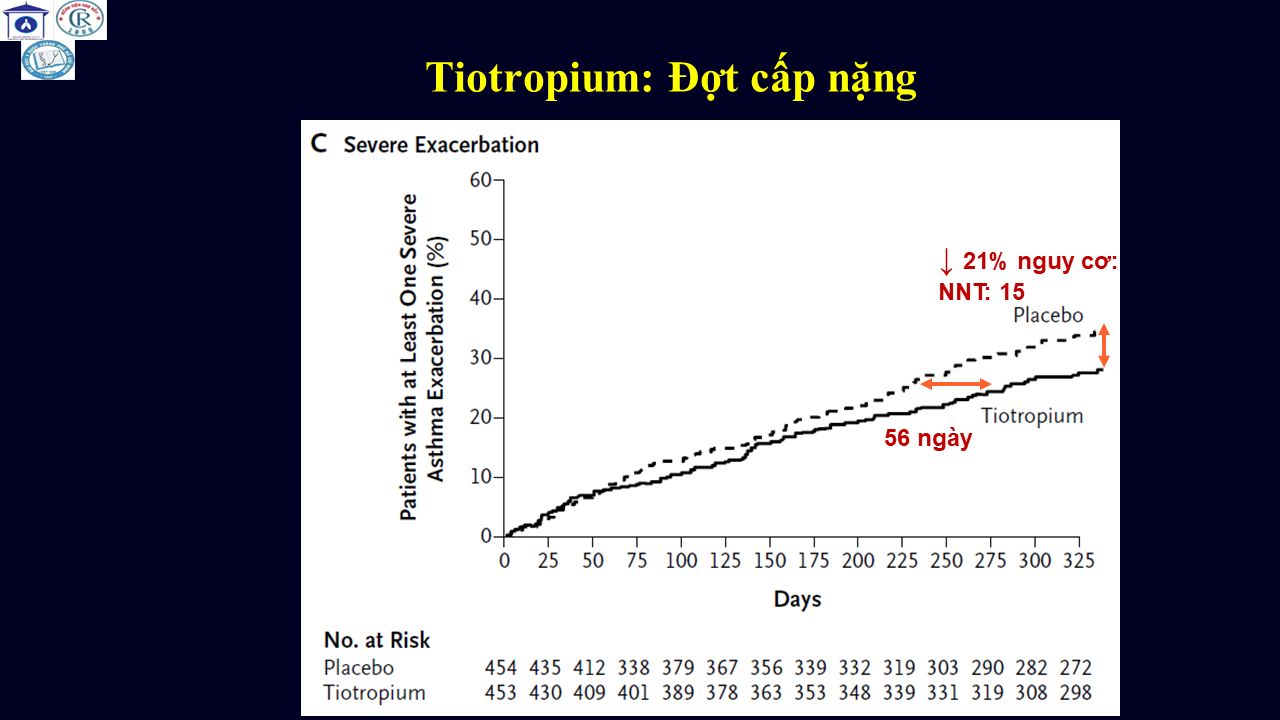 Tiotropium: Đợt cấp nặng
C Severe Exacerbation
Patients with at Least One Severe
Asthma Exacerbation (%)
60
50
40
30
20
10
0
↓ 21% nguy cơ:
NNT: 15
Placebo
Tiotropium
56 ngày
0 25 50 75 100 125 150 175 200 225 250 275 300 325
Days
No. at Risk
Placebo 454 435 412 338 379 367 356 339 332 319 303 290 282 272
Tiotropium 453 430 409 401 389 378 363 353 348 339 331 319 308 298